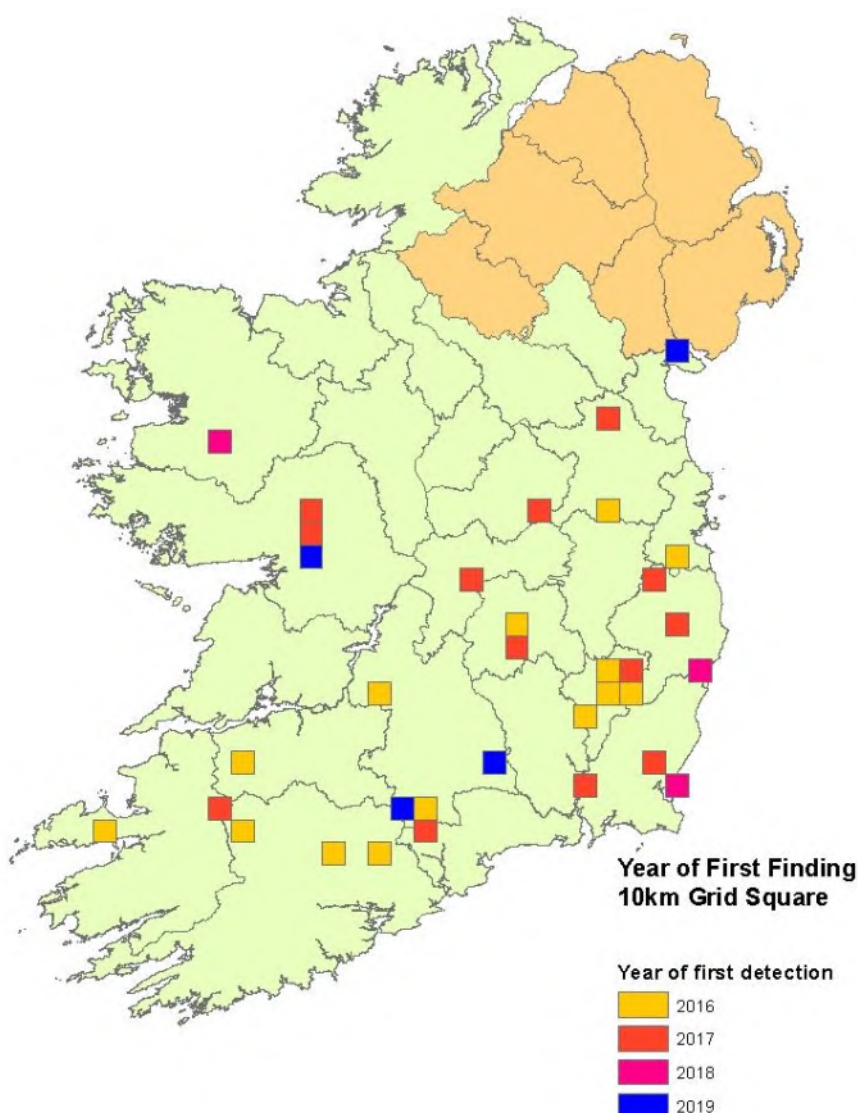 Year of First Finding
10km Grid Square
Year of first detection
2016
2017
2018
2019